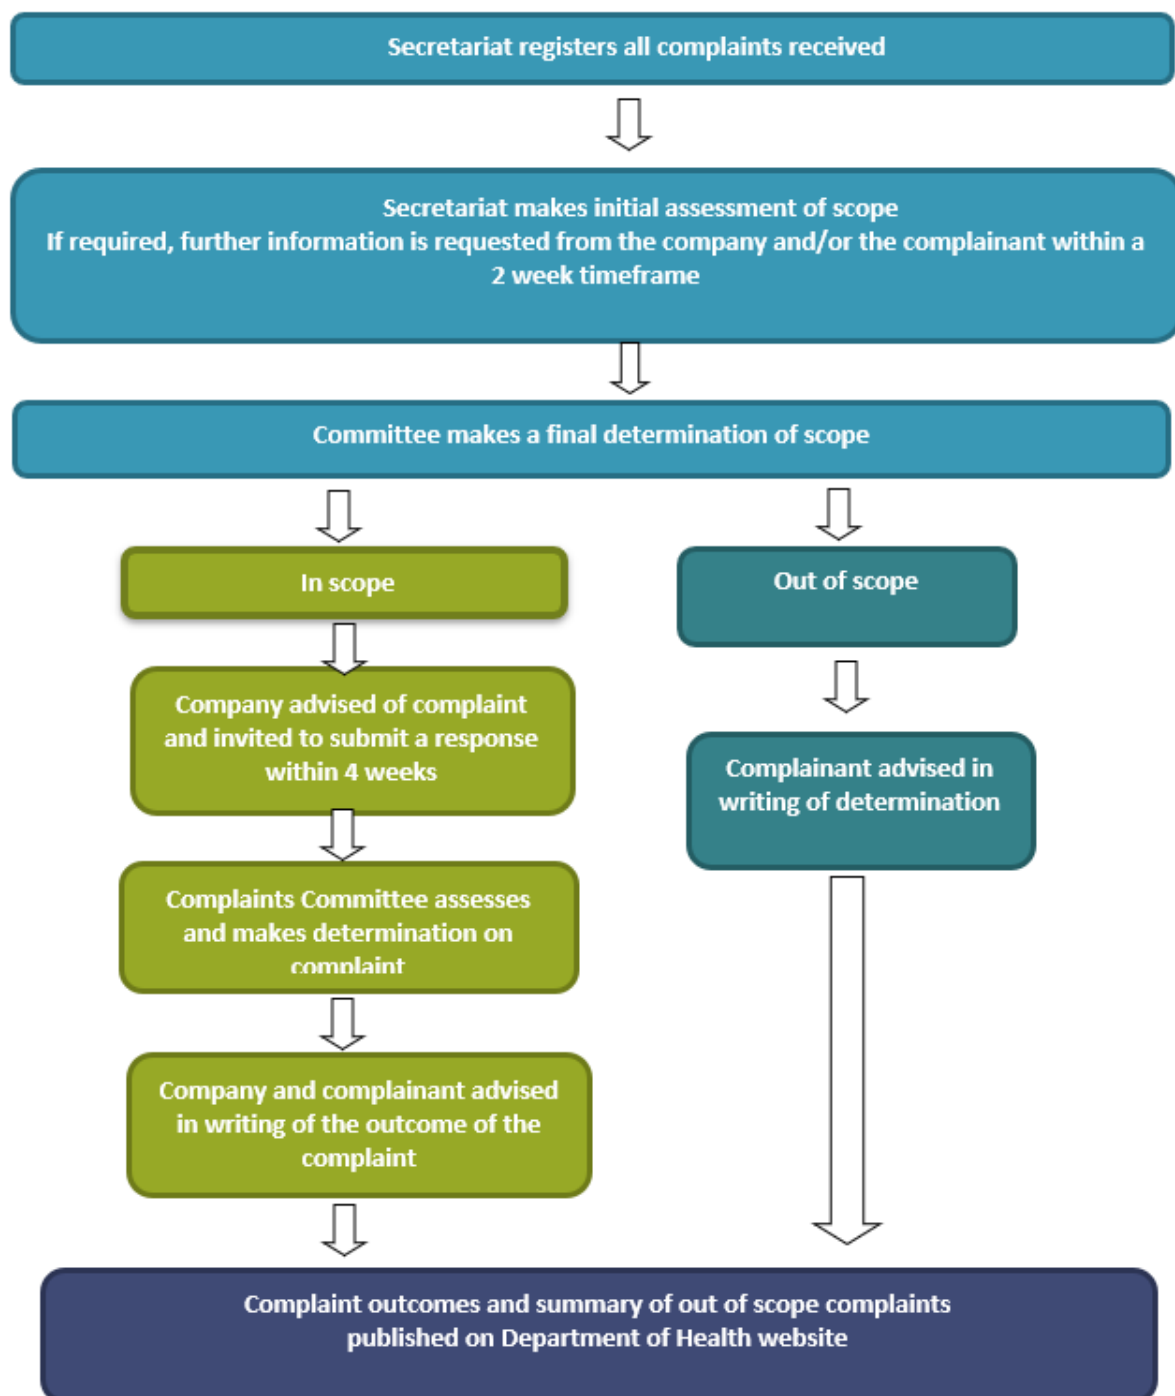 Secretariat registers all complaints received
Secretariat makes initial assessment of scope
If required, further information is requested from the company and/or the complainant within a
2 week timeframe
Committee makes a final determination of scope
In scope
Out of scope
Company advised of complaint
and invited to submit a response
within 4 weeks
Complainant advised in
writing of determination
Complaints Committee assesses
and makes determination on
complaint
Company and complainant advised
in writing of the outcome of the
complaint
Complaint outcomes and summary of out of scope complaints
published on Department of Health website